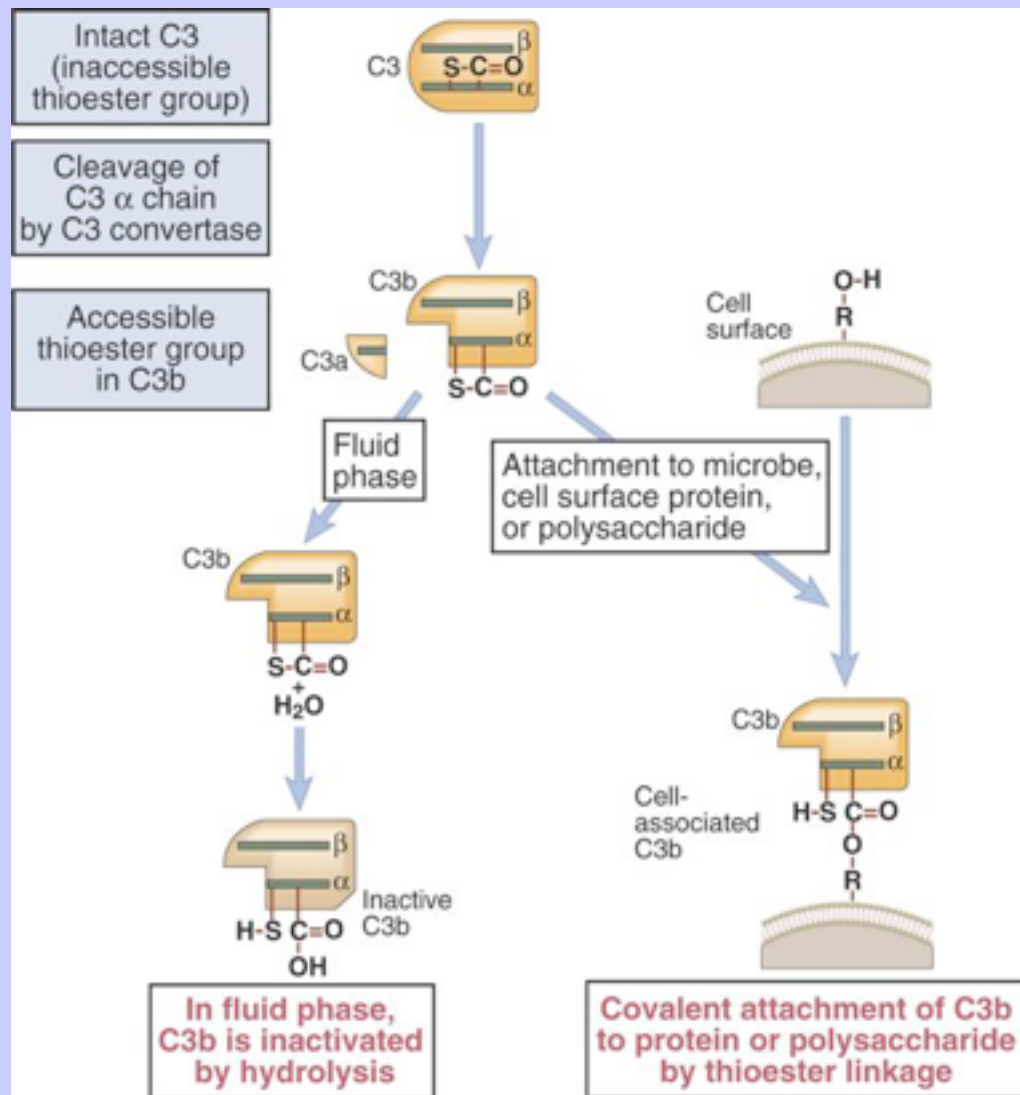 Intact C3
(inaccessible
thioester group)
C3
β
S-C=O
α
Cleavage of
C3 α chain
by C3 convertase
C3b
β
α
C3a
S-C=O
Accessible
thioester group
in C3b
O-H
R
Cell
surface
Fluid
phase
Attachment to microbe,
cell surface protein,
or polysaccharide
C3b
β
α
S-C=O
+
H₂O
C3b
β
α
H-S C=O
O
R
Cell-
associated
C3b
β
α
Inactive
C3b
H-S C=O
OH
In fluid phase,
C3b is inactivated
by hydrolysis
Covalent attachment of C3b
to protein or polysaccharide
by thioester linkage